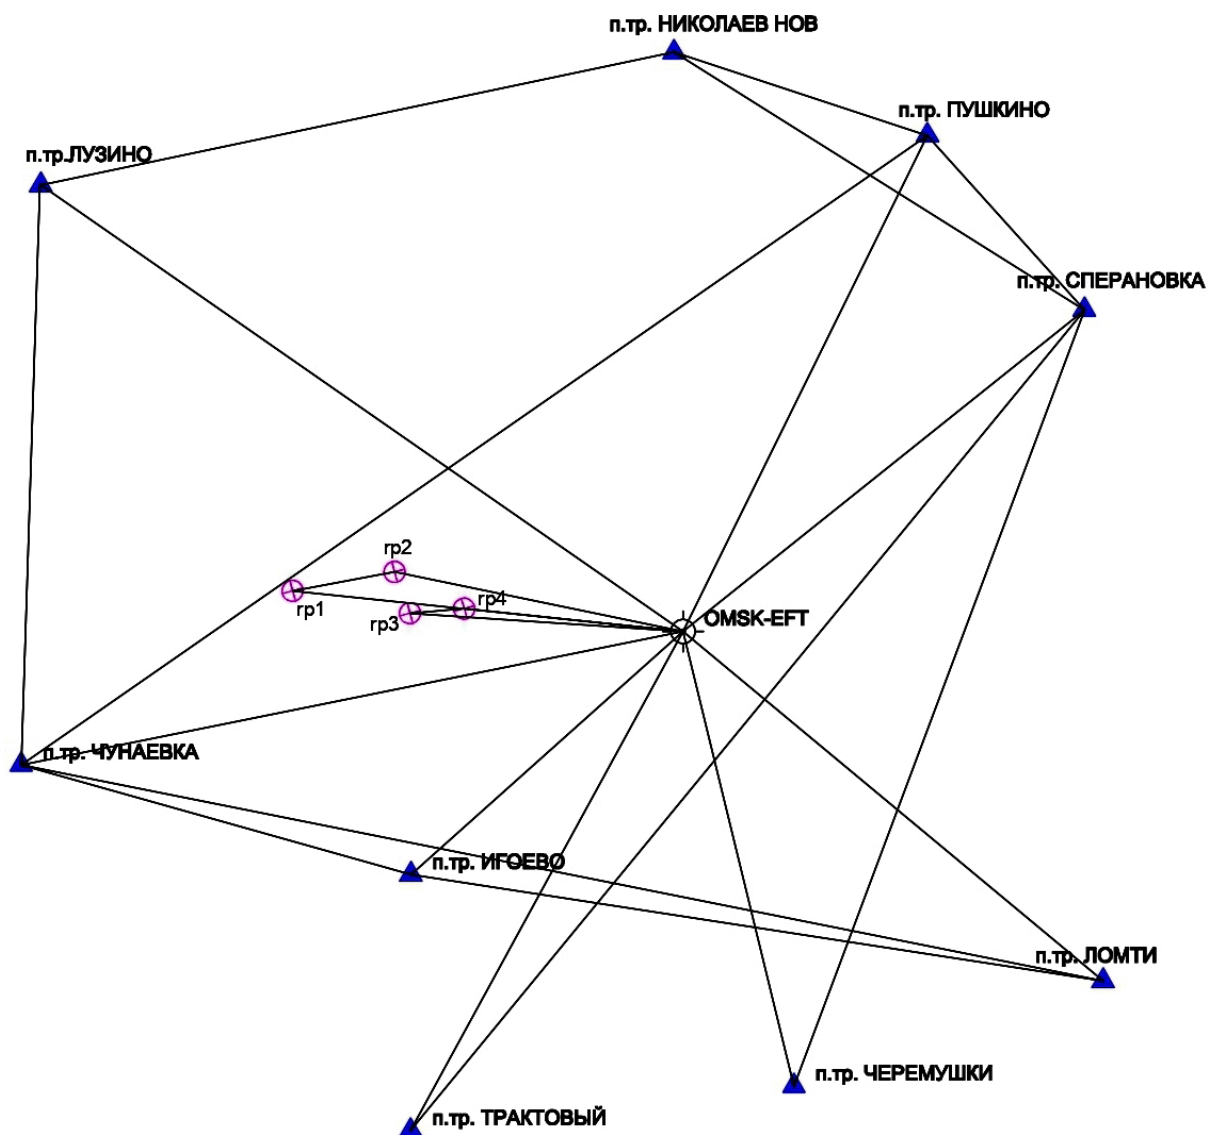 п.тр. НИКОЛАЕВ НОВ
п.тр. ПУШКИНО
п.тр.ЛУЗИНО
п.тр. СПЕРАНОВКА
rp2
rp1
rp4
rp3
OMSK-EFT
п.тр. ЧУНАЕВКА
п.тр. ИГОЕВО
п.тр. ЛОМТИ
п.тр. ЧЕРЕМУШКИ
п.тр. ТРАКТОВЫЙ